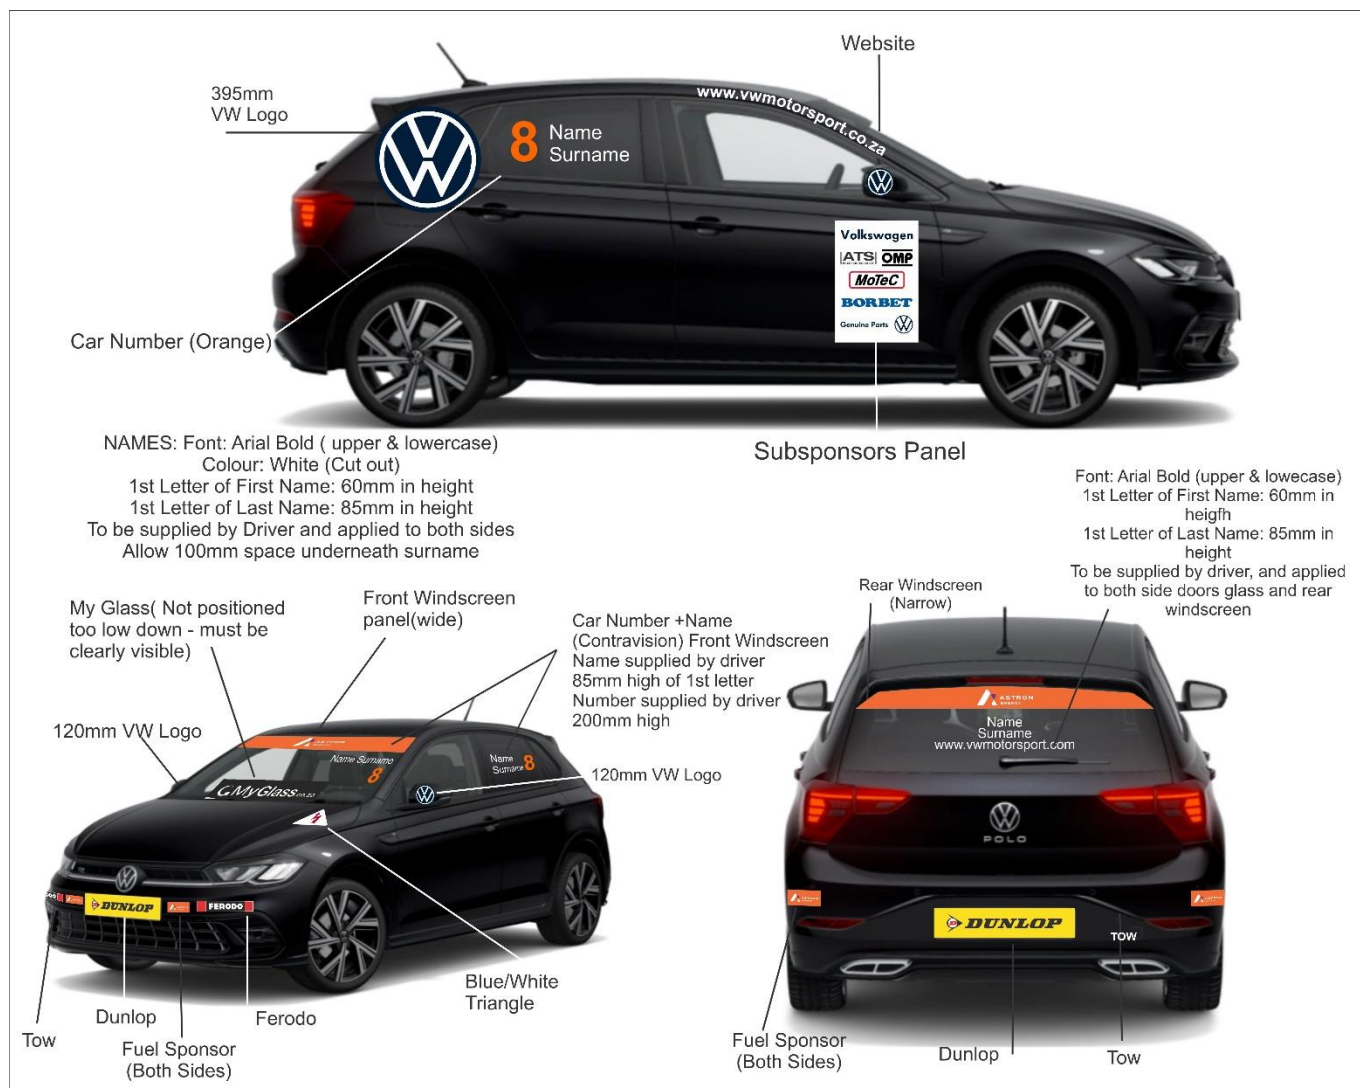 Website
395mm
VW Logo
www.vwmotorsport.co.za
8 Name
Surname
Volkswagen
ATS OMP
MoTeC
BORBET
Genuine Parts
Car Number (Orange)
Subsponsors Panel
NAMES: Font: Arial Bold ( upper & lowercase)
Colour: White (Cut out)
1st Letter of First Name: 60mm in height
1st Letter of Last Name: 85mm in height
To be supplied by Driver and applied to both sides
Allow 100mm space underneath surname
Font: Arial Bold (upper & lowecase)
1st Letter of First Name: 60mm in
heigfh
1st Letter of Last Name: 85mm in
height
To be supplied by driver, and applied
to both side doors glass and rear
windscreen
My Glass( Not positioned
too low down - must be
clearly visible)
Front Windscreen
panel(wide)
Car Number +Name
(Contravision) Front Windscreen
Name supplied by driver
85mm high of 1st letter
Number supplied by driver
200mm high
120mm VW Logo
ASTRON
Name Surname
8
Name
Surname 8
MyGlass.co.za
120mm VW Logo
DUNLOP
FERODO
Tow
Dunlop
Fuel Sponsor
(Both Sides)
Ferodo
Blue/White
Triangle
Rear Windscreen
(Narrow)
ASTRON
ENERGY
Name
Surname
www.vwmotorsport.com
POLO
DUNLOP
TOW
Fuel Sponsor
(Both Sides)
Dunlop
Tow